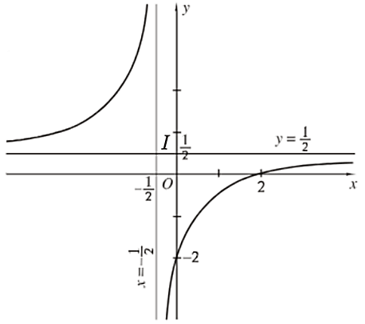 y
I
1/2
y = 1/2
-1/2
O
2
x
x = -1/2
-2